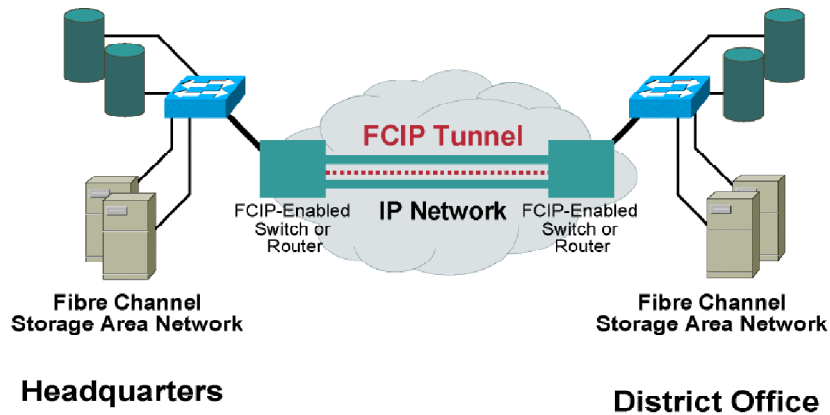 FCIP Tunnel
IP Network
FCIP-Enabled
Switch or
Router
FCIP-Enabled
Switch or
Router
Fibre Channel
Storage Area Network
Fibre Channel
Storage Area Network
Headquarters
District Office